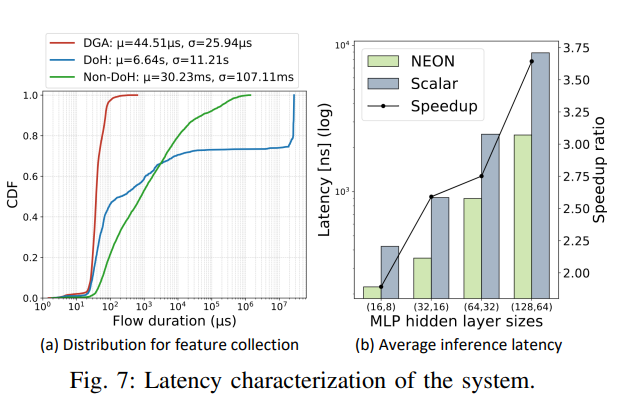 DGA: μ=44.51μs, σ=25.94μs
DoH: μ=6.64s, σ=11.21s
Non-DoH: μ=30.23ms, σ=107.11ms
1.0
0.8
0.6
0.4
0.2
0.0
CDF
10⁰ 10¹ 10² 10³ 10⁴ 10⁵ 10⁶ 10⁷
Flow duration (μs)
(a) Distribution for feature collection
NEON
Scalar
Speedup
10⁴
10³
Latency [ns] (log)
3.75
3.50
3.25
3.00
2.75
2.50
2.25
2.00
Speedup ratio
(16,8) (32,16) (64,32) (128,64)
MLP hidden layer sizes
(b) Average inference latency
Fig. 7: Latency characterization of the system.